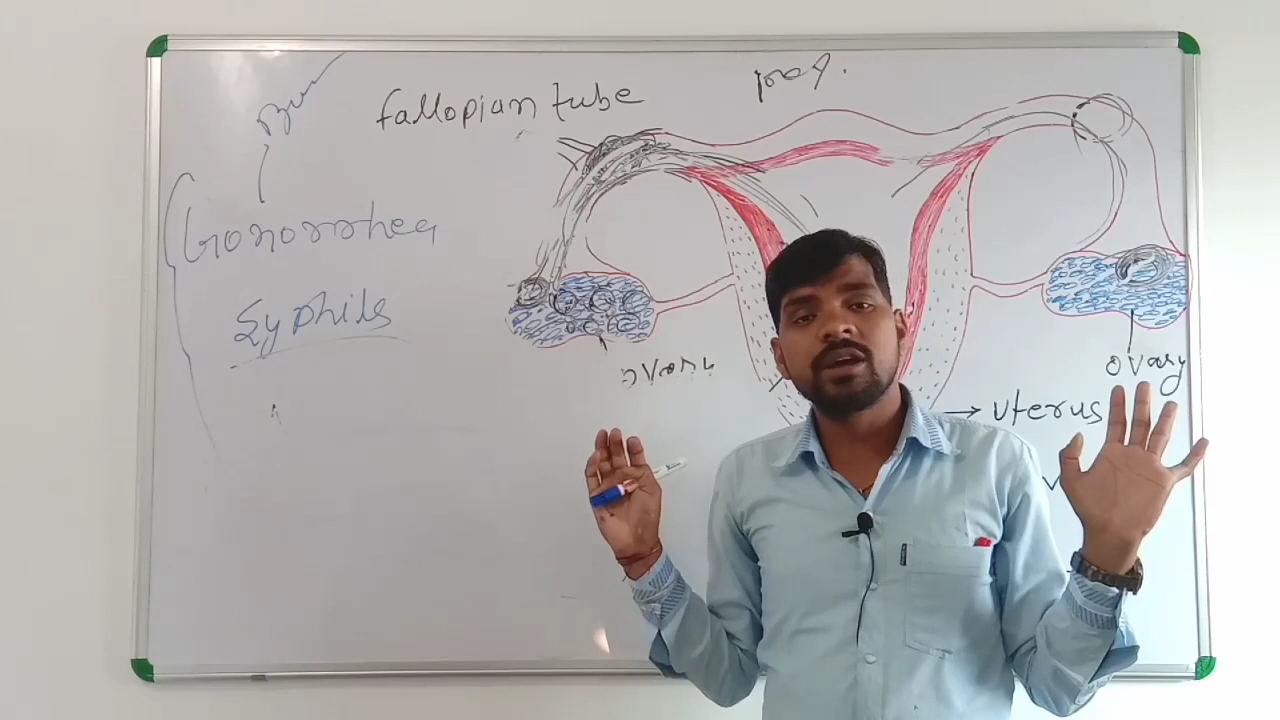 fallopian tube
Gonorrhea
Syphilis
ovary
ovary
→ uterus